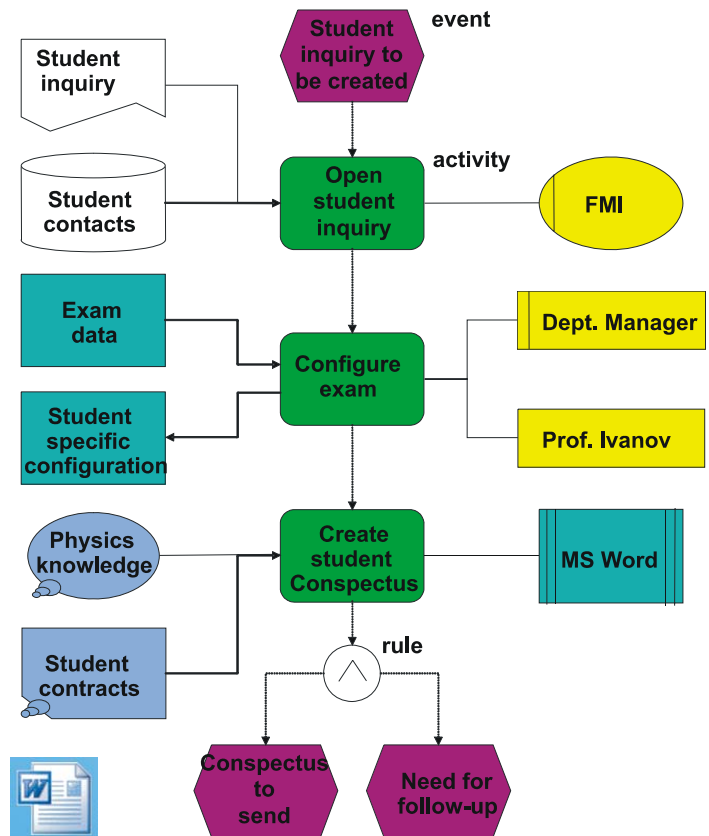 Student
inquiry to
be created
event
Student
inquiry
activity
Open
student
inquiry
Student
contacts
FMI
Exam
data
Dept. Manager
Configure
exam
Student
specific
configuration
Prof. Ivanov
Physics
knowledge
Create
student
Conspectus
MS Word
rule
Student
contracts
Conspectus
to
send
Need for
follow-up
W